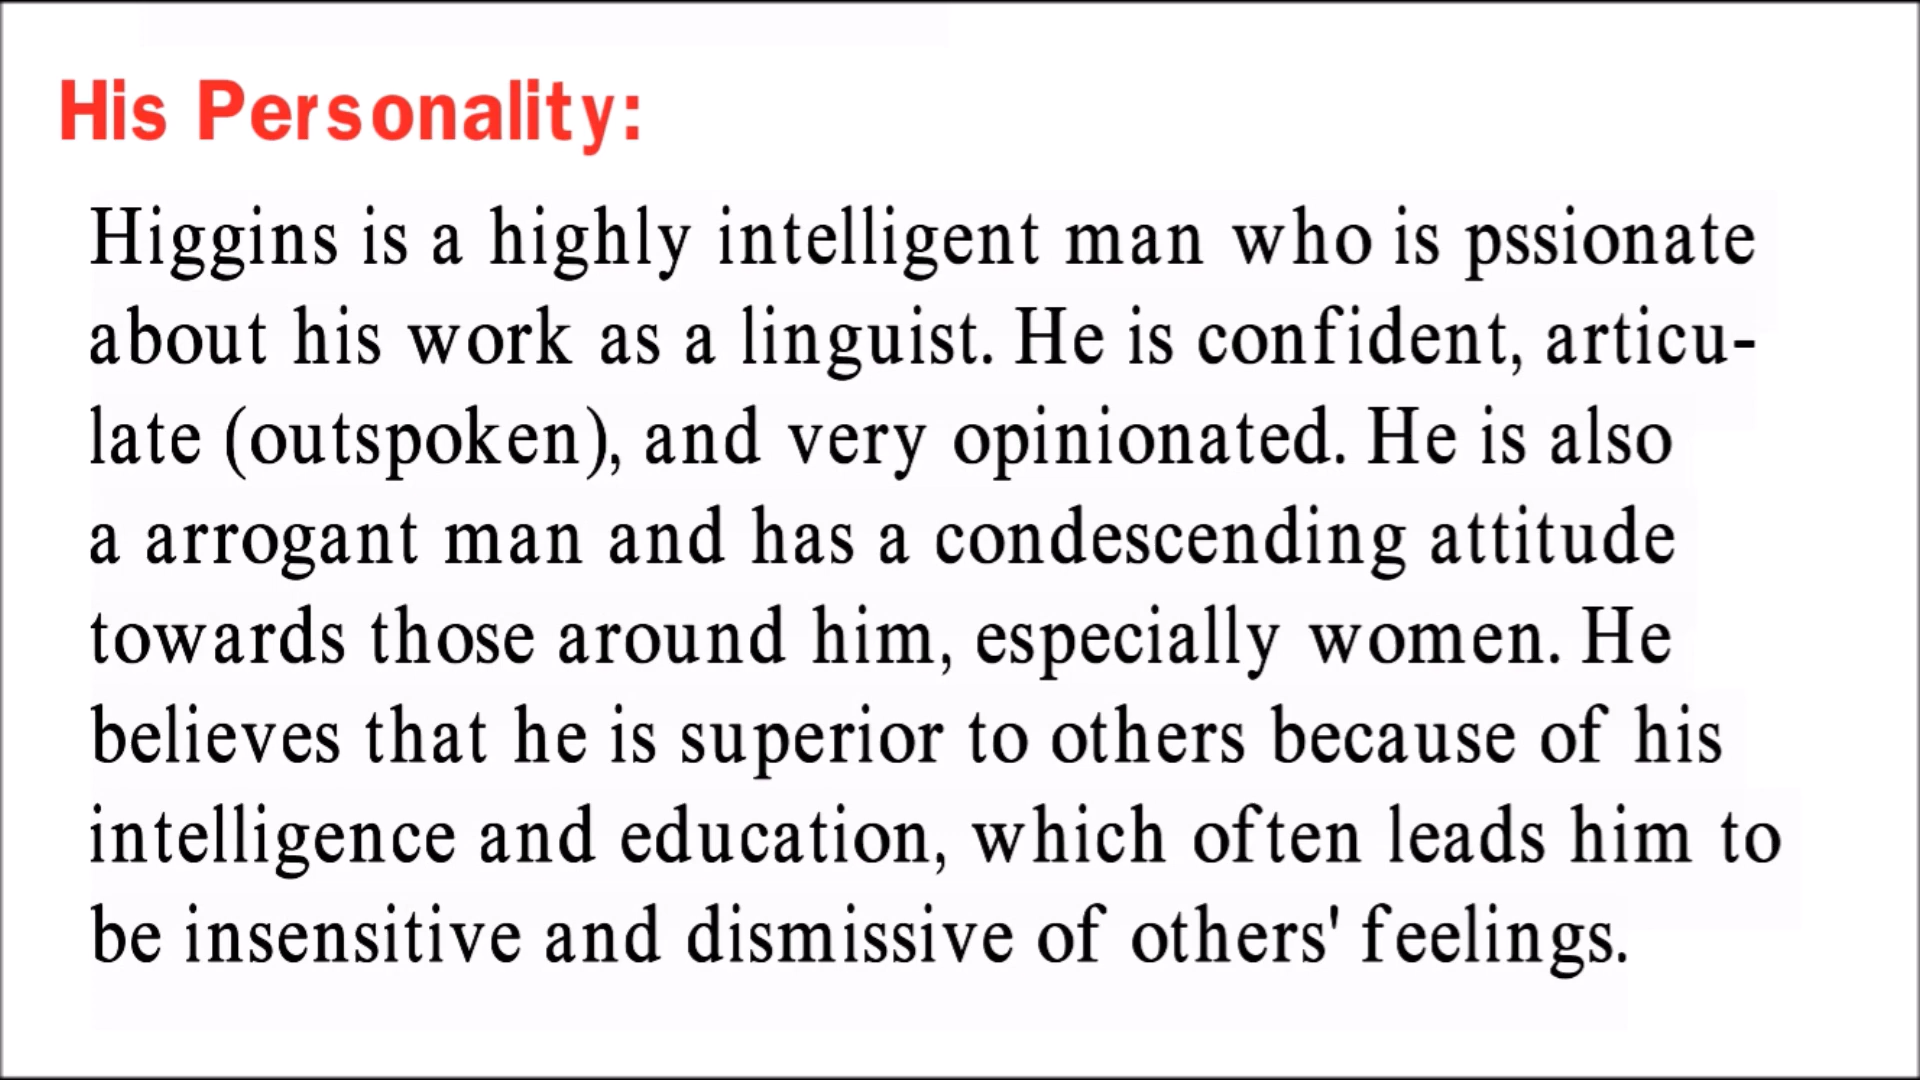 His Personality:
Higgins is a highly intelligent man who is pssionate
about his work as a linguist. He is confident, articu-
late (outspoken), and very opinionated. He is also
a arrogant man and has a condescending attitude
towards those around him, especially women. He
believes that he is superior to others because of his
intelligence and education, which often leads him to
be insensitive and dismissive of others' feelings.